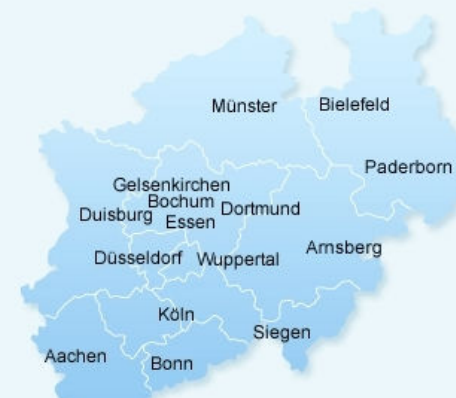 Münster
Bielefeld
Paderborn
Gelsenkirchen
Bochum
Duisburg
Essen
Dortmund
Düsseldorf
Wuppertal
Arnsberg
Köln
Siegen
Aachen
Bonn